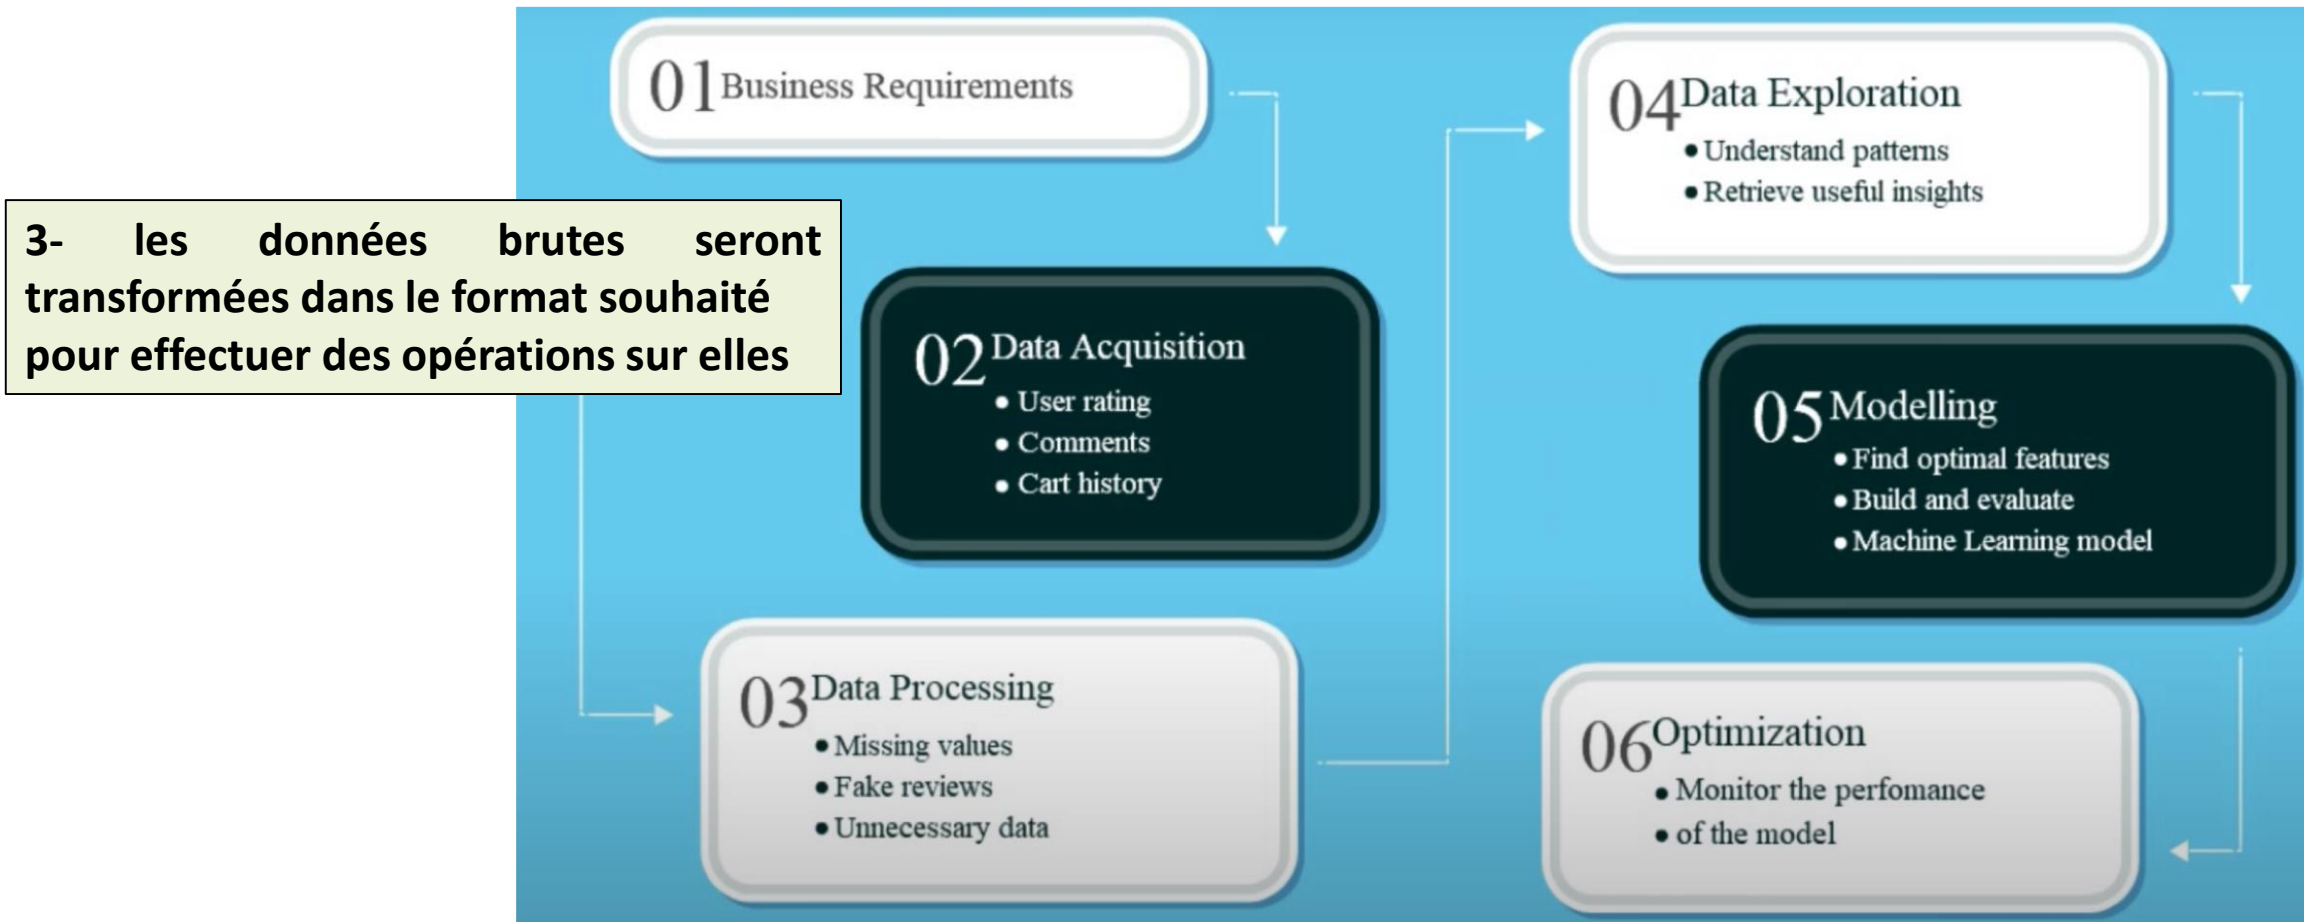 01 Business Requirements
3- les données brutes seront
transformées dans le format souhaité
pour effectuer des opérations sur elles
02 Data Acquisition
• User rating
• Comments
• Cart history
03 Data Processing
• Missing values
• Fake reviews
• Unnecessary data
04 Data Exploration
• Understand patterns
• Retrieve useful insights
05 Modelling
• Find optimal features
• Build and evaluate
• Machine Learning model
06 Optimization
• Monitor the perfomance
• of the model